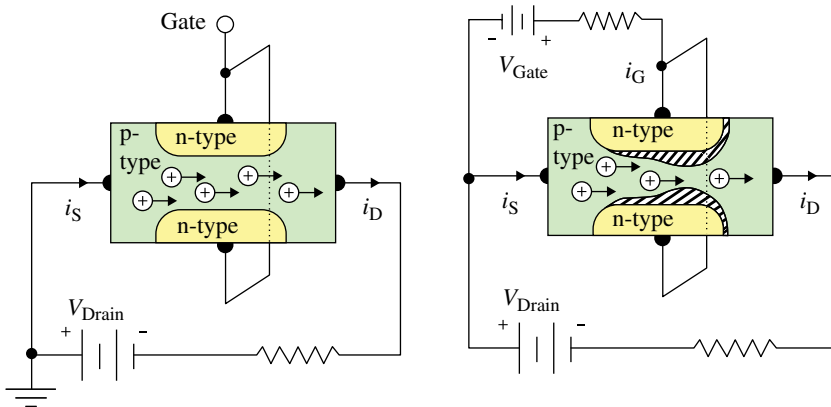 Gate
p-type
n-type
+ + + + +
i_S
i_D
n-type
V_Drain
+ -
- +
V_Gate
i_G
p-type
n-type
+ + + +
i_S
i_D
n-type
V_Drain
+ -